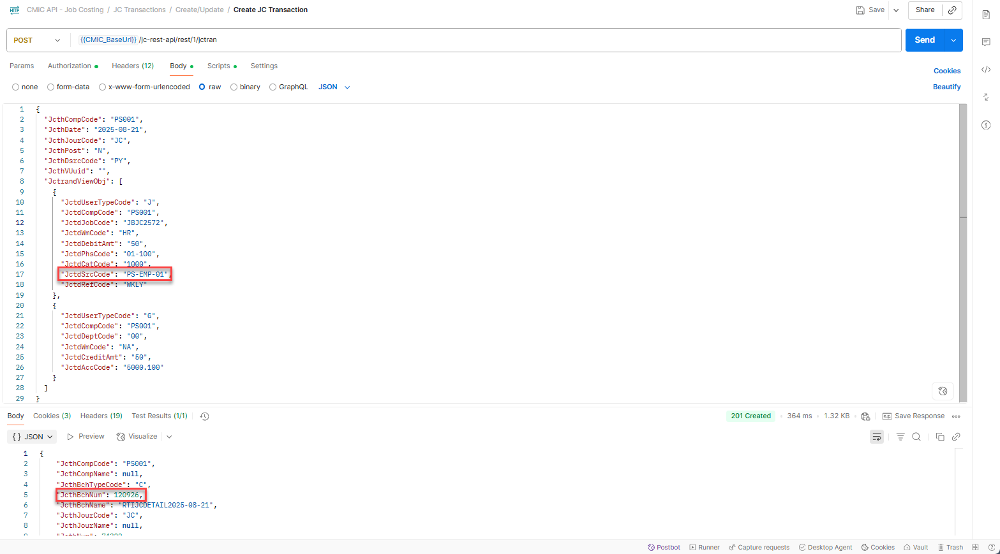 CMiC API - Job Costing / JC Transactions / Create/Update / Create JC Transaction
Save
Share
POST
{{CMIC_BaseUrl}} /jc-rest-api/rest/1/jctran
Send
Params Authorization Headers (12) Body Scripts Settings
Cookies
none form-data x-www-form-urlencoded raw binary GraphQL JSON
Beautify
1 {
2 "JcthCompCode": "PS001",
3 "JcthDate": "2025-08-21",
4 "JcthJourCode": "JC",
5 "JcthPost": "N",
6 "JcthDsrcCode": "PY",
7 "JcthVUuid": "",
8 "JctrandViewObj": [
9 {
10 "JctdUserTypeCode": "J",
11 "JctdCompCode": "PS001",
12 "JctdJobCode": "JBJC2572",
13 "JctdWmCode": "HR",
14 "JctdDebitAmt": "50",
15 "JctdPhsCode": "01-100",
16 "JctdCatCode": "1000",
17 "JctdSrcCode": "PS-EMP-01",
18 "JctdRefCode": "WKLY"
19 },
20 {
21 "JctdUserTypeCode": "G",
22 "JctdCompCode": "PS001",
23 "JctdDeptCode": "00",
24 "JctdWmCode": "NA",
25 "JctdCreditAmt": "50",
26 "JctdAccCode": "5000.100"
27 }
28 ]
29 }
Body Cookies (3) Headers (19) Test Results (1/1)
201 Created 364 ms 1.32 KB e.g. Save Response
{} JSON Preview Visualize
1 {
2 "JcthCompCode": "PS001",
3 "JcthCompName": null,
4 "JcthBchTypeCode": "C",
5 "JcthBchNum": 120926,
6 "JcthBchName": "RTIJCDETAIL2025-08-21",
7 "JcthJourCode": "JC",
8 "JcthJourName": null,
Postbot Runner Capture requests Desktop Agent Cookies Vault Trash